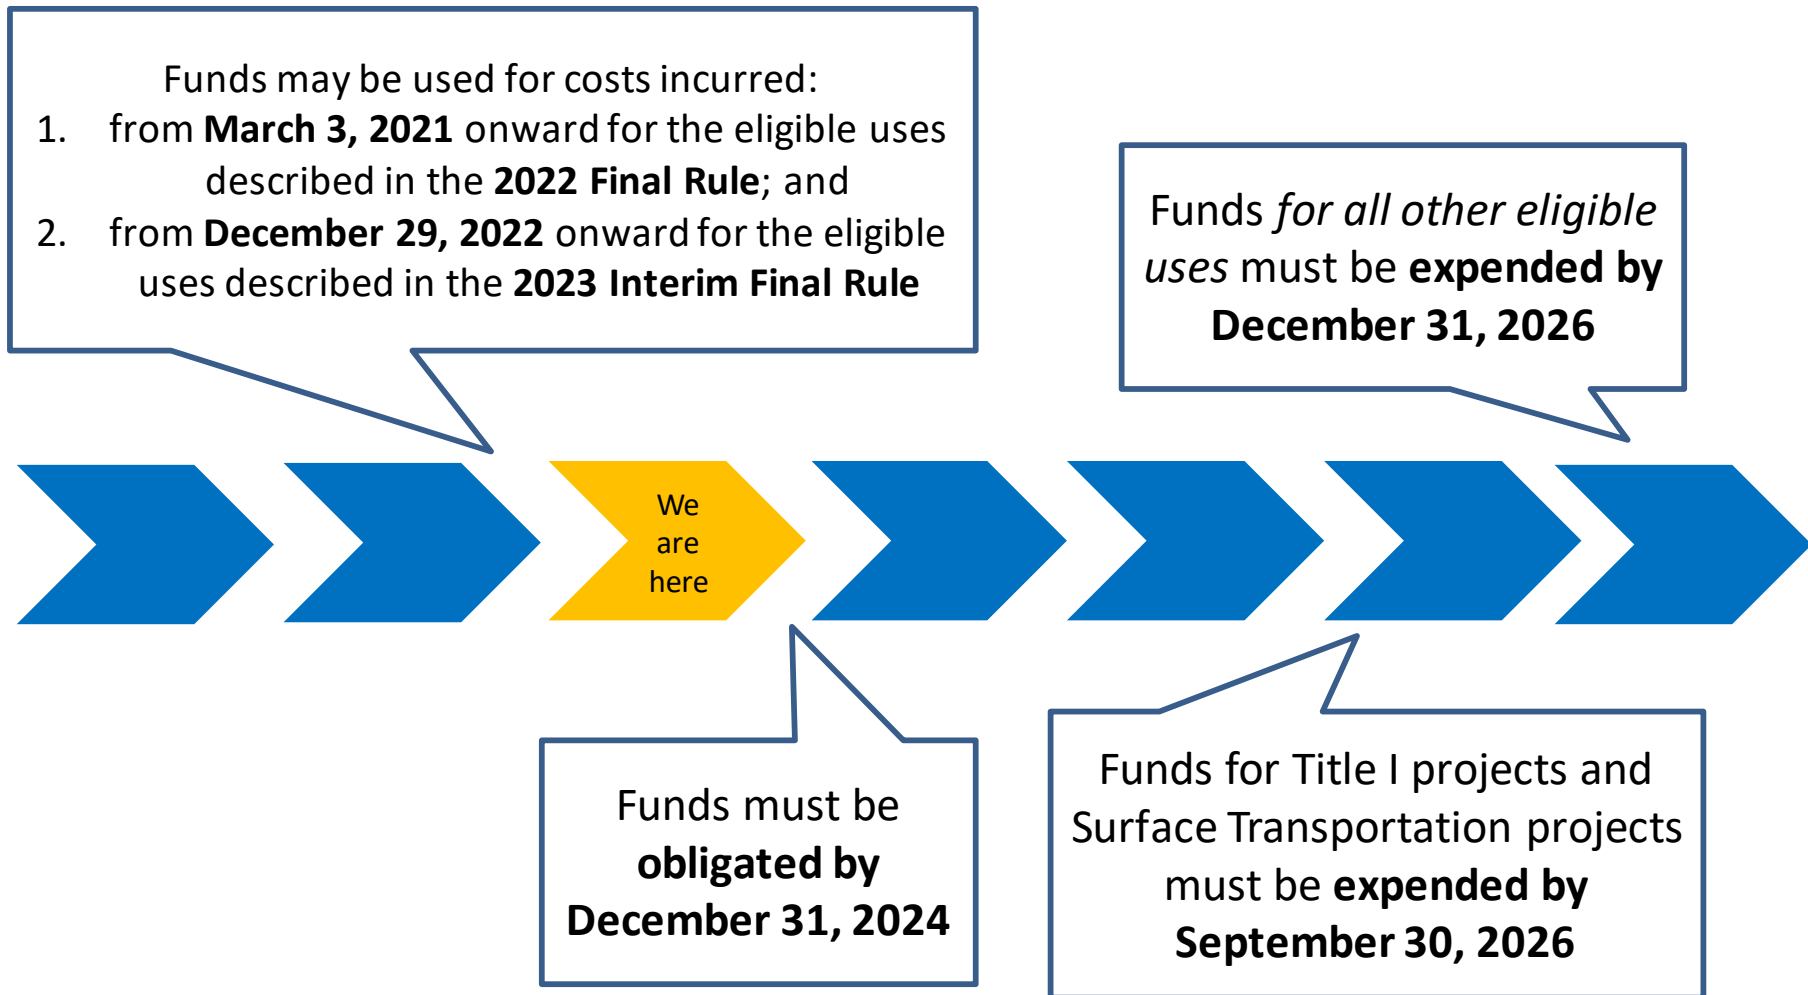 Funds may be used for costs incurred:
1. from March 3, 2021 onward for the eligible uses
described in the 2022 Final Rule; and
2. from December 29, 2022 onward for the eligible
uses described in the 2023 Interim Final Rule
Funds for all other eligible
uses must be expended by
December 31, 2026
We
are
here
Funds must be
obligated by
December 31, 2024
Funds for Title I projects and
Surface Transportation projects
must be expended by
September 30, 2026